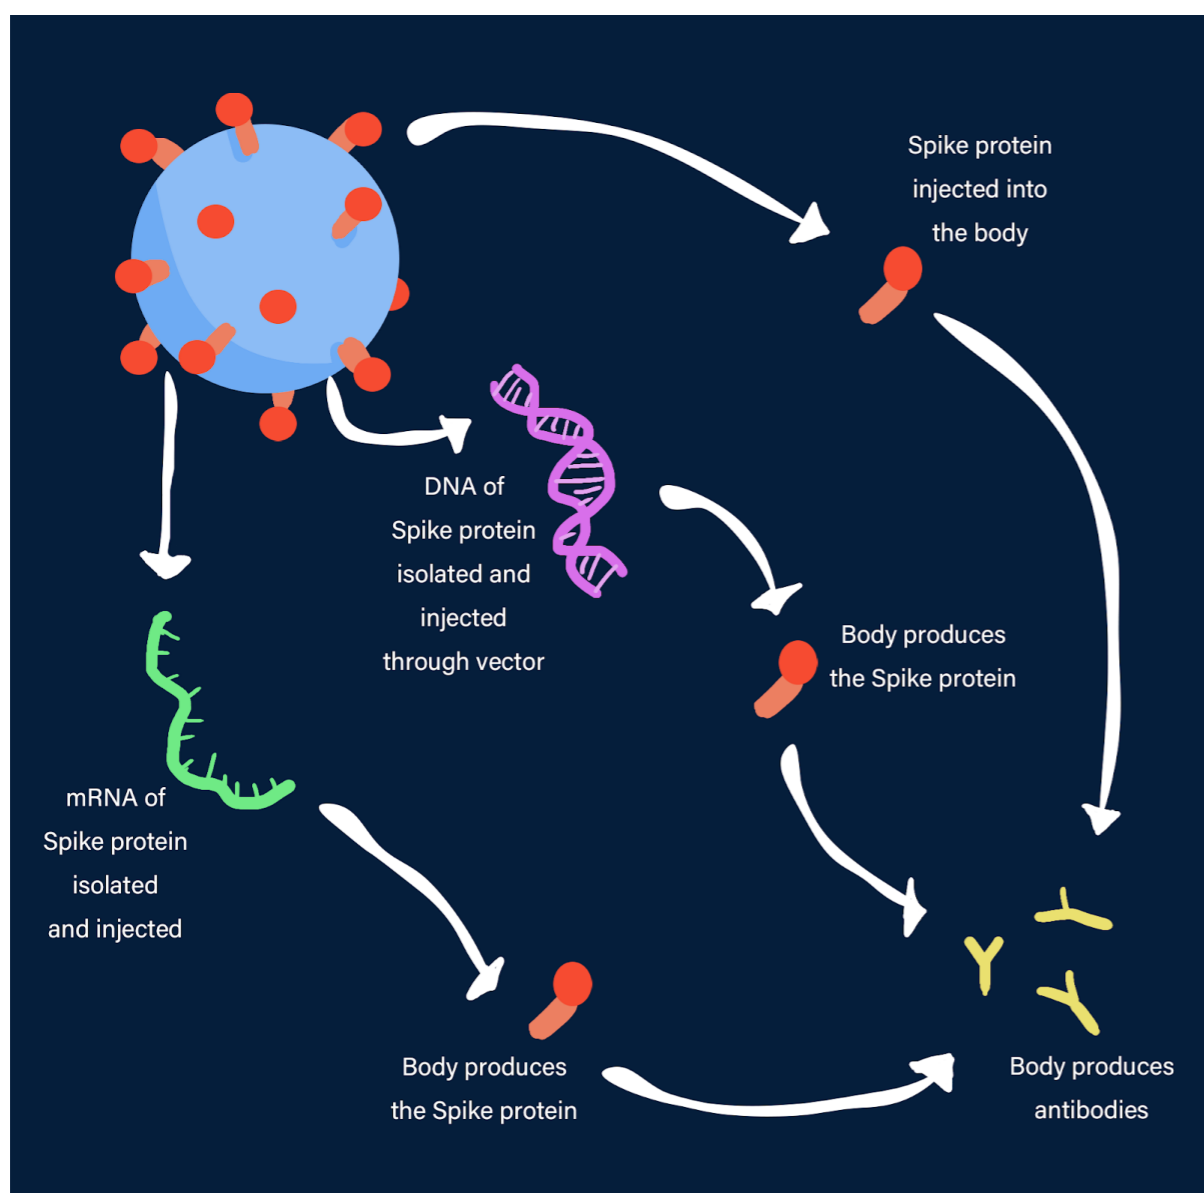 Spike protein
injected into
the body
DNA of
Spike protein
isolated and
injected
through vector
Body produces
the Spike protein
mRNA of
Spike protein
isolated
and injected
Body produces
the Spike protein
Body produces
antibodies